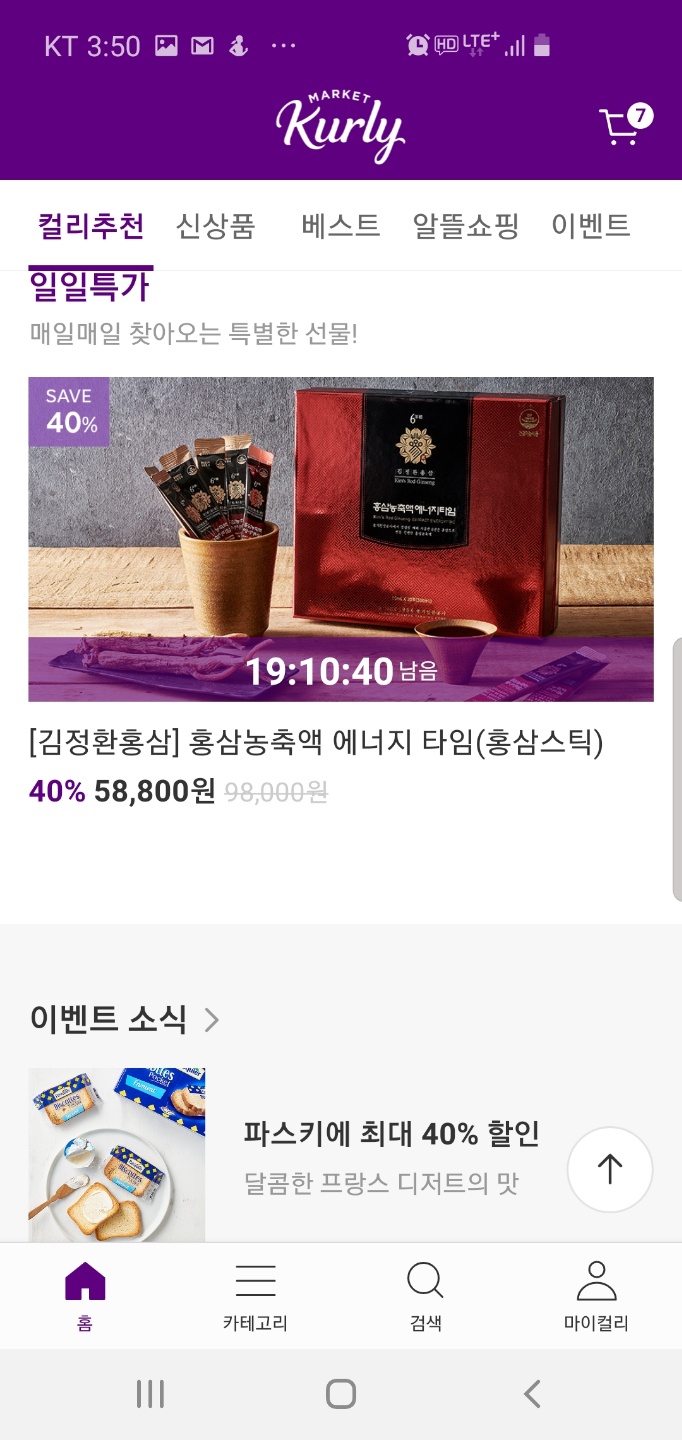 KT 3:50
HD LTE+
MARKET
Kurly
7
컬리추천 신상품 베스트 알뜰쇼핑 이벤트
일일특가
매일매일 찾아오는 특별한 선물!
SAVE
40%
6년근
김정환홍삼
Kim's Red Ginseng
홍삼농축액 에너지타임
19:10:40 남음
[김정환홍삼] 홍삼농축액 에너지 타임(홍삼스틱)
40% 58,800원 98,000원
이벤트 소식
파스키에 최대 40% 할인
달콤한 프랑스 디저트의 맛
홈 카테고리 검색 마이컬리